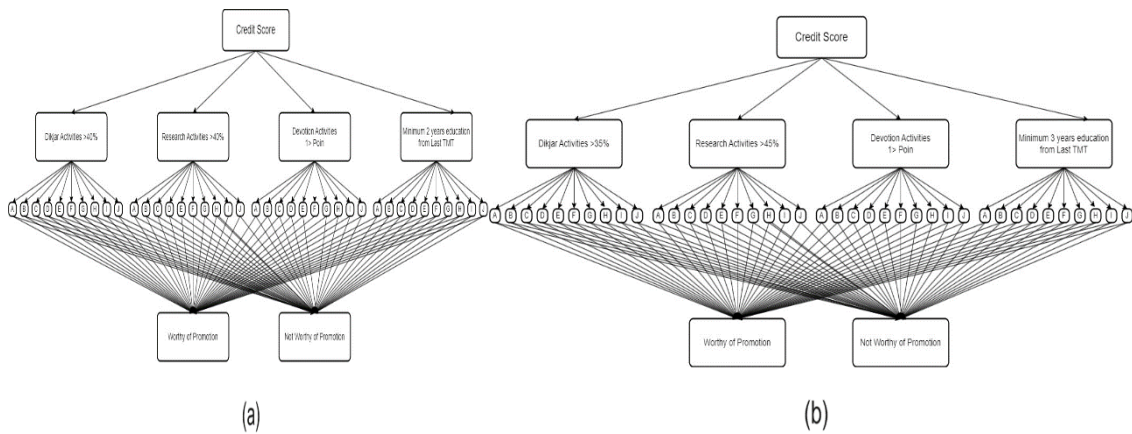 Credit Score
Dikjar Activities >40%
Research Activities >40%
Devotion Activities
1> Poin
Minimum 2 years education
from Last TMT
A B C D E F G H I J
A B C D E F G H I J
A B C D E F G H I J
A B C D E F G H I J
Worthy of Promotion
Not Worthy of Promotion
(a)
Credit Score
Dikjar Activities >35%
Research Activities >45%
Devotion Activities
1> Poin
Minimum 3 years education
from Last TMT
A B C D E F G H I J
A B C D E F G H I J
A B C D E F G H I J
A B C D E F G H I J
Worthy of Promotion
Not Worthy of Promotion
(b)